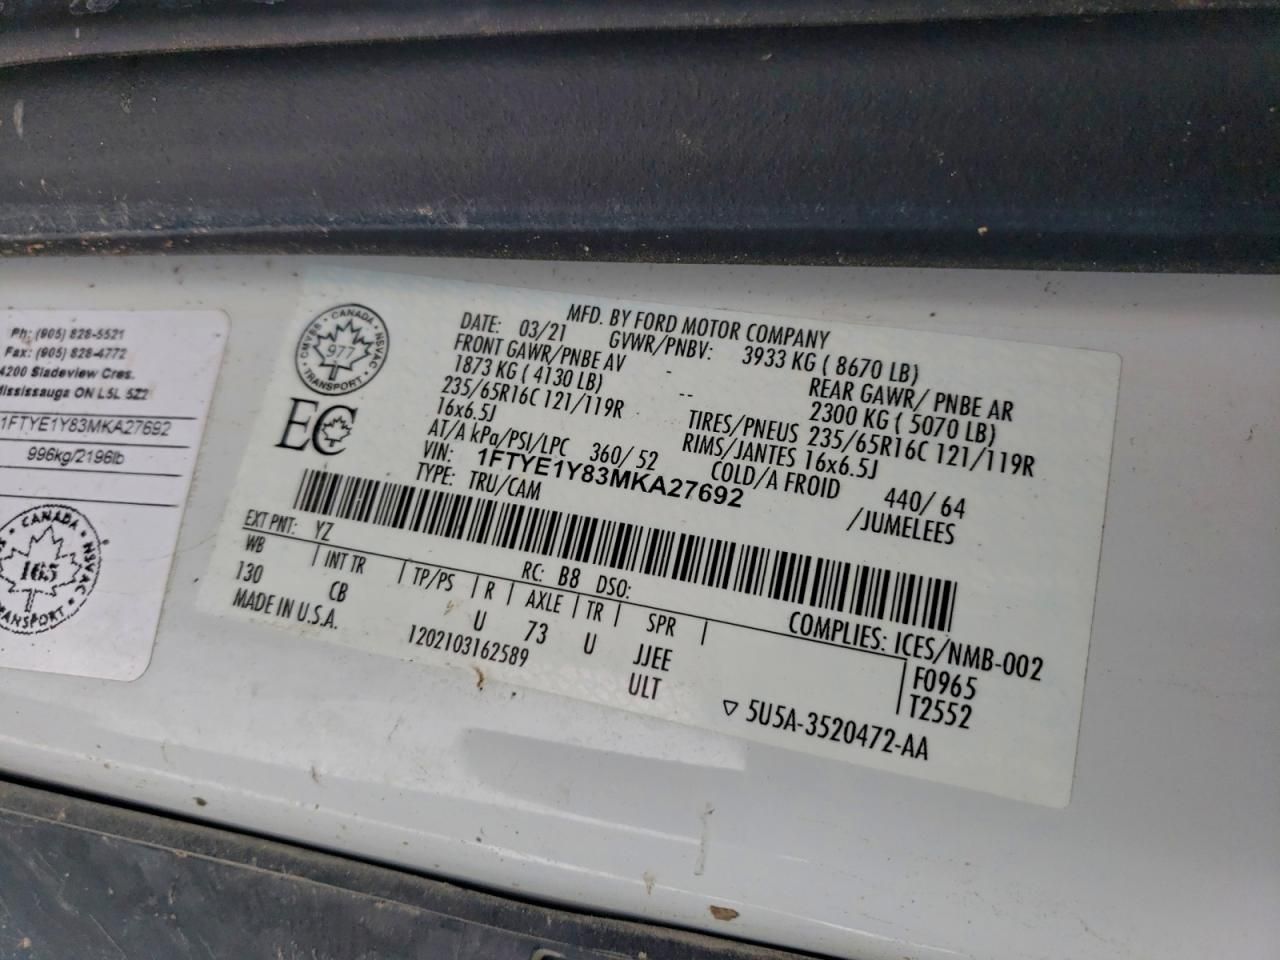 Ph: (905) 828-5521
Fax: (905) 828-4772
4200 Sladeview Cres.
Mississauga ON L5L 5Z2
1FTYE1Y83MKA27692
996kg/2196lb
CANADA
NSVAC
TRANSPORT
165
CANADA
NSVAC
TRANSPORT
CMVSS
977
EC
MFD. BY FORD MOTOR COMPANY
DATE: 03/21 GVWR/PNBV: 3933 KG ( 8670 LB)
FRONT GAWR/PNBE AV - REAR GAWR/ PNBE AR
1873 KG ( 4130 LB) 2300 KG ( 5070 LB)
235/65R16C 121/119R -- TIRES/PNEUS 235/65R16C 121/119R
16x6.5J RIMS/JANTES 16x6.5J
AT/A kPa/PSI/LPC 360/ 52 COLD/A FROID 440/ 64
VIN: 1FTYE1Y83MKA27692 /JUMELEES
TYPE: TRU/CAM
EXT PNT: YZ RC: B8 DSO: COMPLIES: ICES/NMB-002
WB | INT TR | TP/PS | R | AXLE | TR | SPR | F0965
130 CB U 73 U JJEE T2552
MADE IN U.S.A. 1202103162589 ULT
▽ 5U5A-3520472-AA